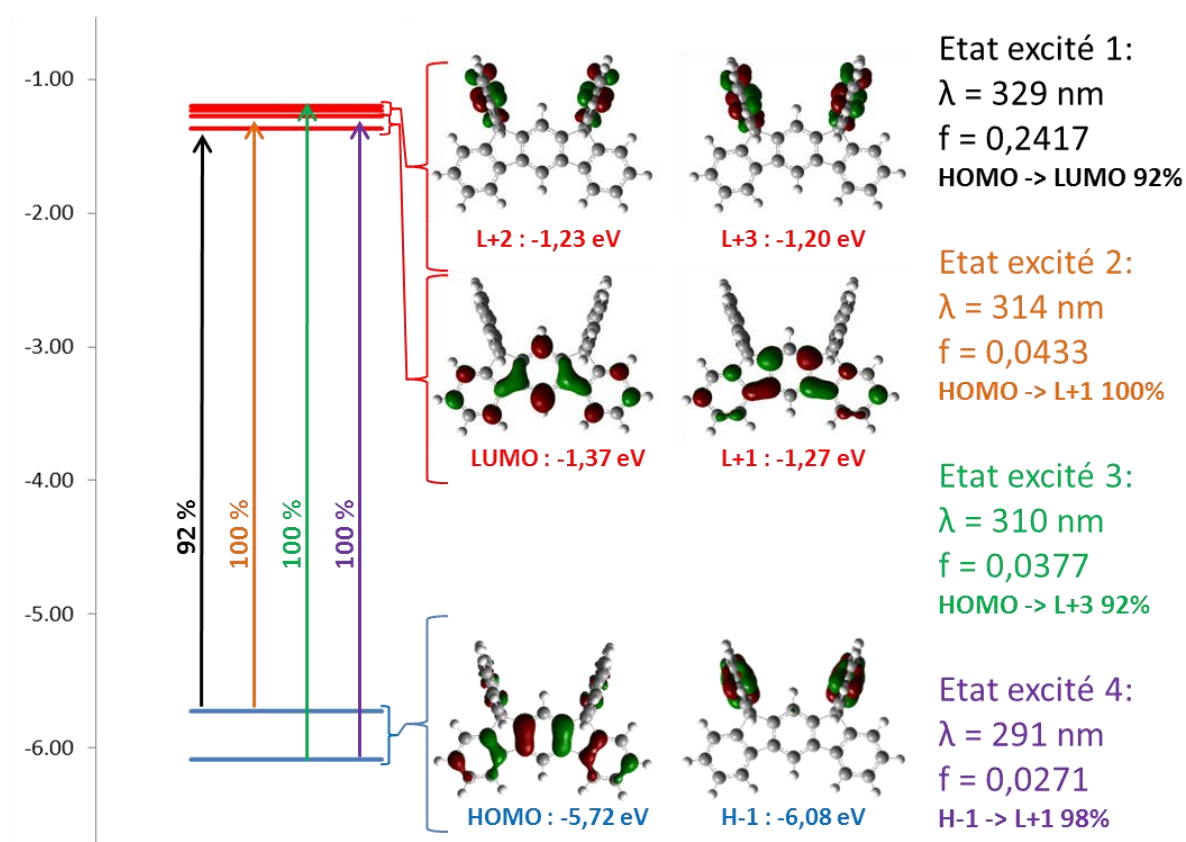 -1.00
-2.00
-3.00
-4.00
-5.00
-6.00
92 %
100 %
100 %
100 %
L+2 : -1,23 eV
L+3 : -1,20 eV
LUMO : -1,37 eV
L+1 : -1,27 eV
HOMO : -5,72 eV
H-1 : -6,08 eV
Etat excité 1:
λ = 329 nm
f = 0,2417
HOMO -> LUMO 92%
Etat excité 2:
λ = 314 nm
f = 0,0433
HOMO -> L+1 100%
Etat excité 3:
λ = 310 nm
f = 0,0377
HOMO -> L+3 92%
Etat excité 4:
λ = 291 nm
f = 0,0271
H-1 -> L+1 98%